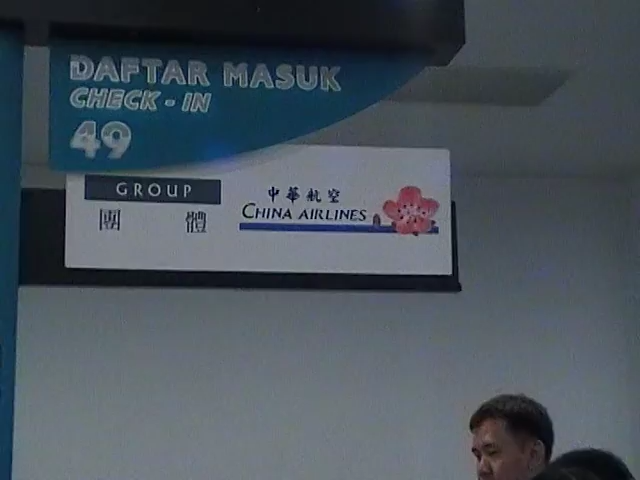 DAFTAR MASUK
CHECK-IN
49
GROUP
團 體
中華航空
CHINA AIRLINES